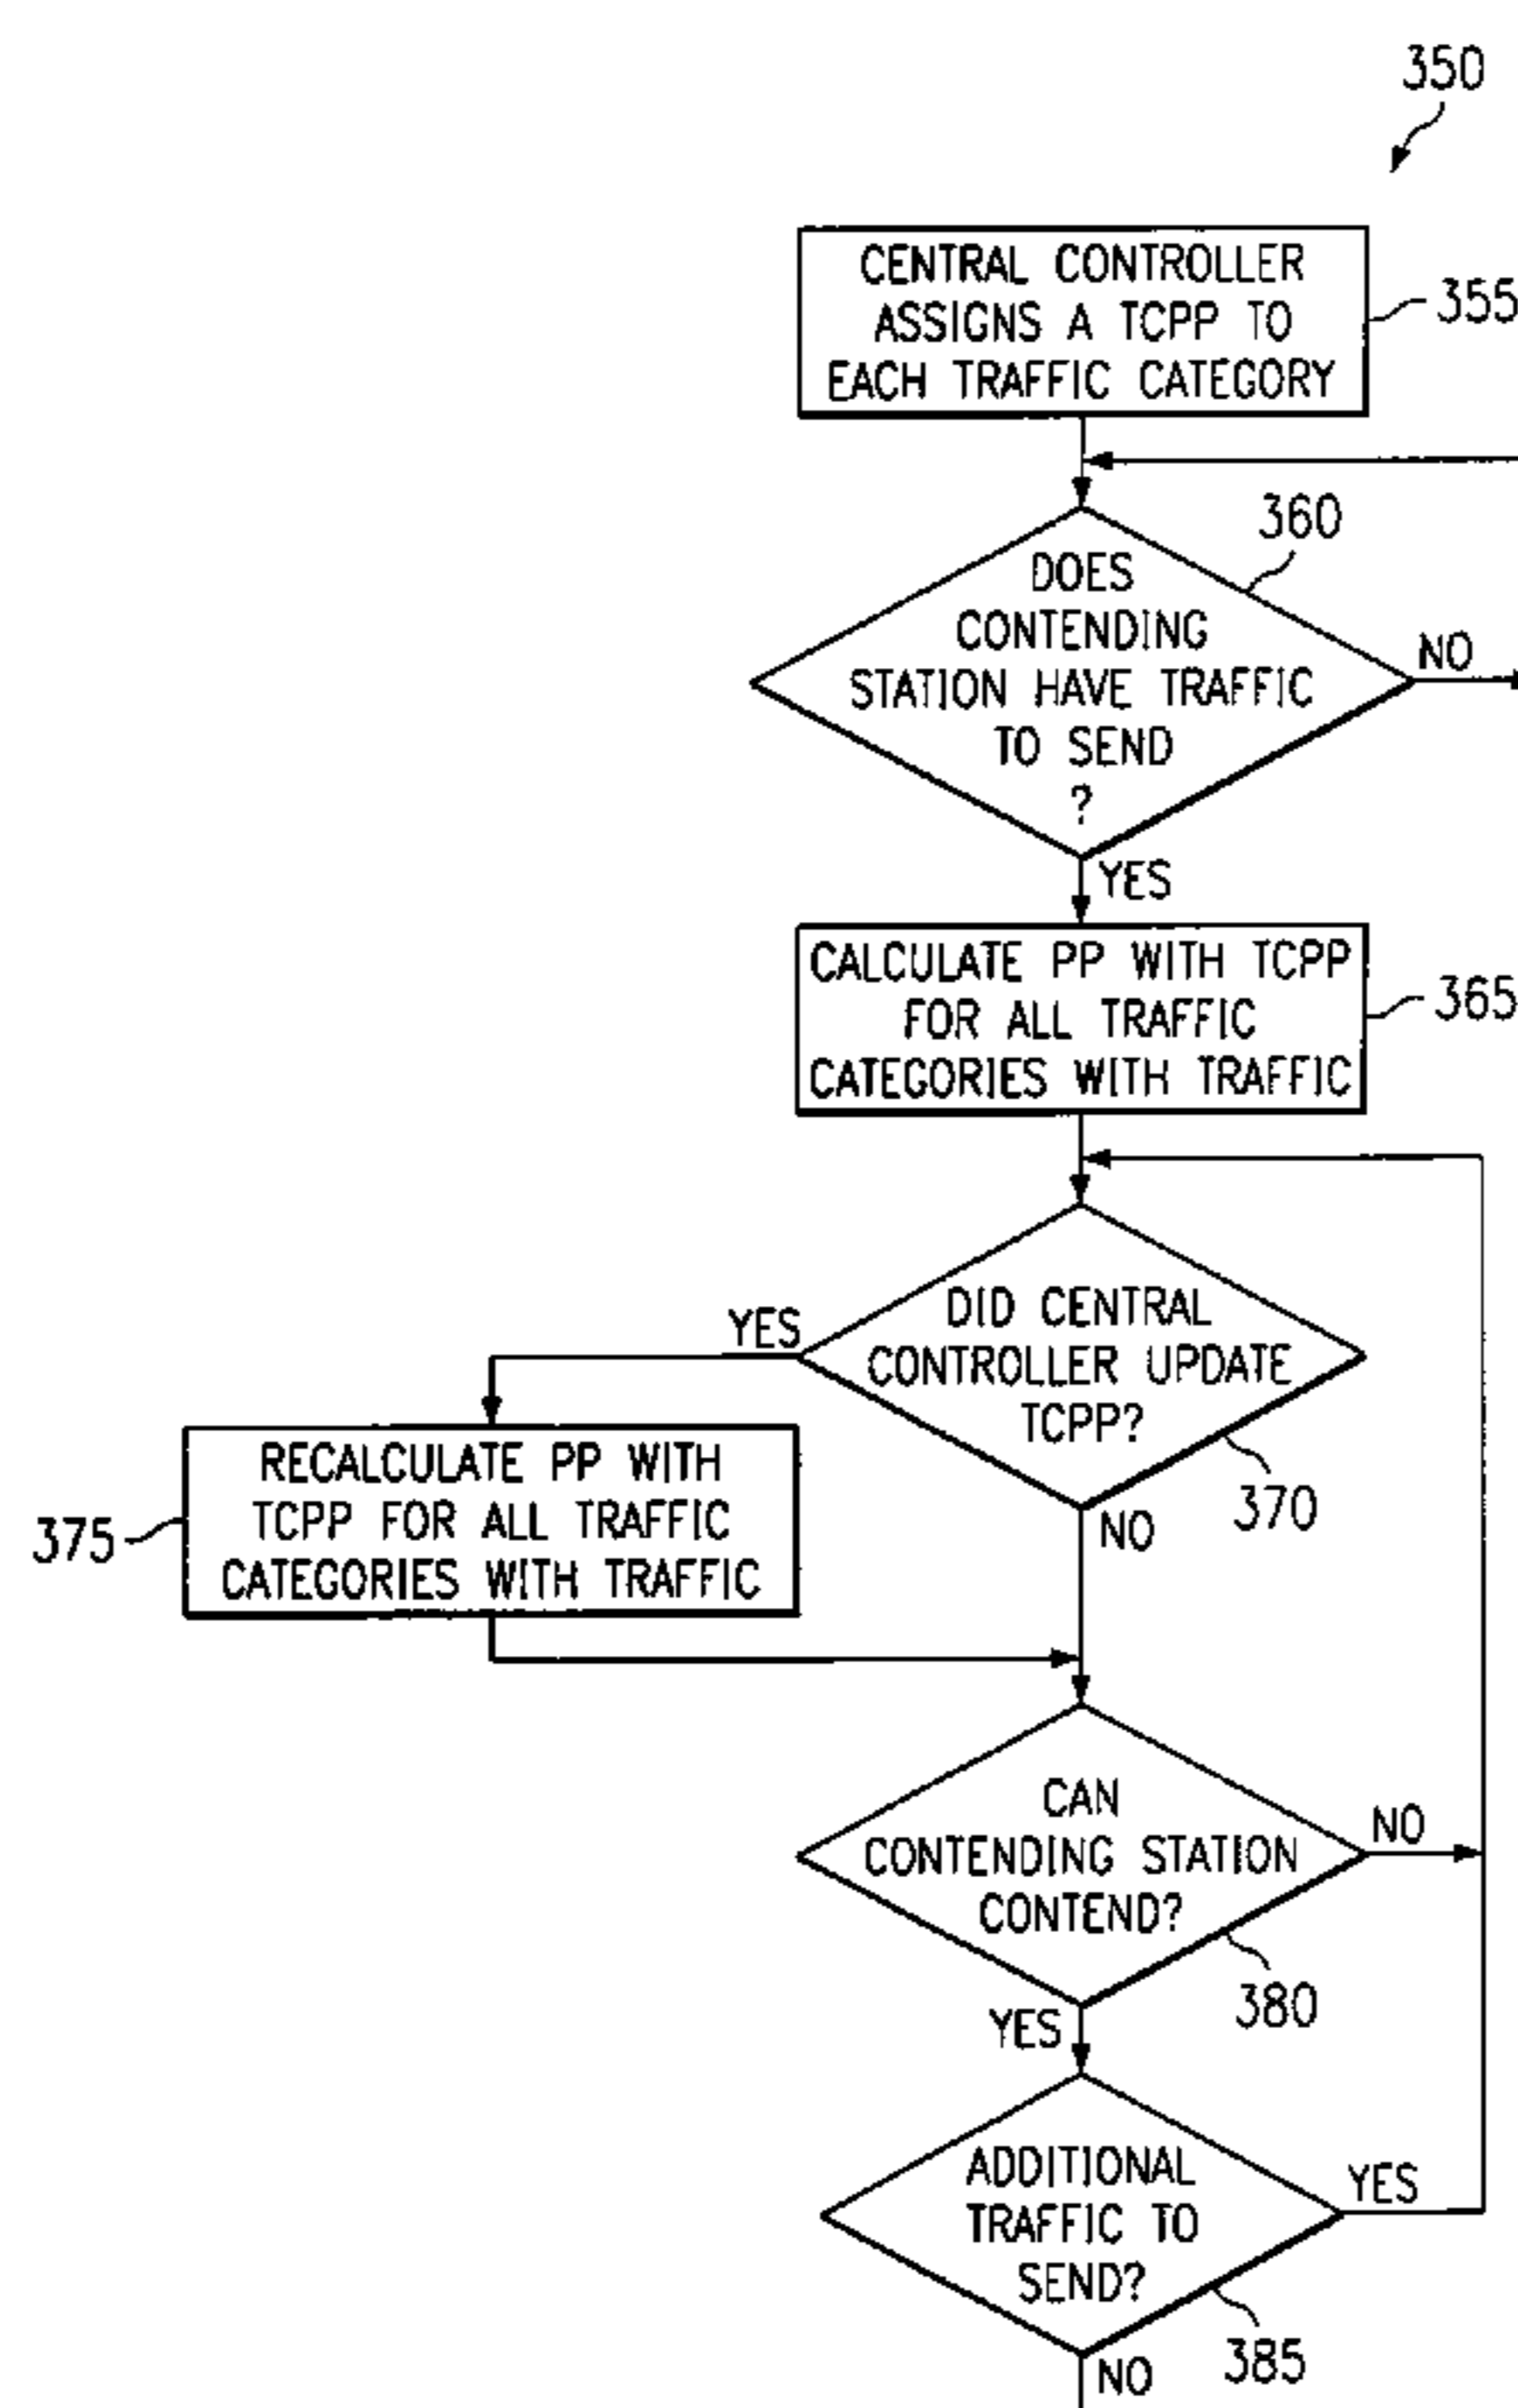 350
CENTRAL CONTROLLER
ASSIGNS A TCPP TO
EACH TRAFFIC CATEGORY
355
360
DOES
CONTENDING
STATION HAVE TRAFFIC
TO SEND
?
NO
YES
CALCULATE PP WITH TCPP
FOR ALL TRAFFIC
CATEGORIES WITH TRAFFIC
365
DID CENTRAL
CONTROLLER UPDATE
TCPP?
YES
370
NO
RECALCULATE PP WITH
TCPP FOR ALL TRAFFIC
CATEGORIES WITH TRAFFIC
375
CAN
CONTENDING STATION
CONTEND?
NO
380
YES
ADDITIONAL
TRAFFIC TO
SEND?
YES
385
NO